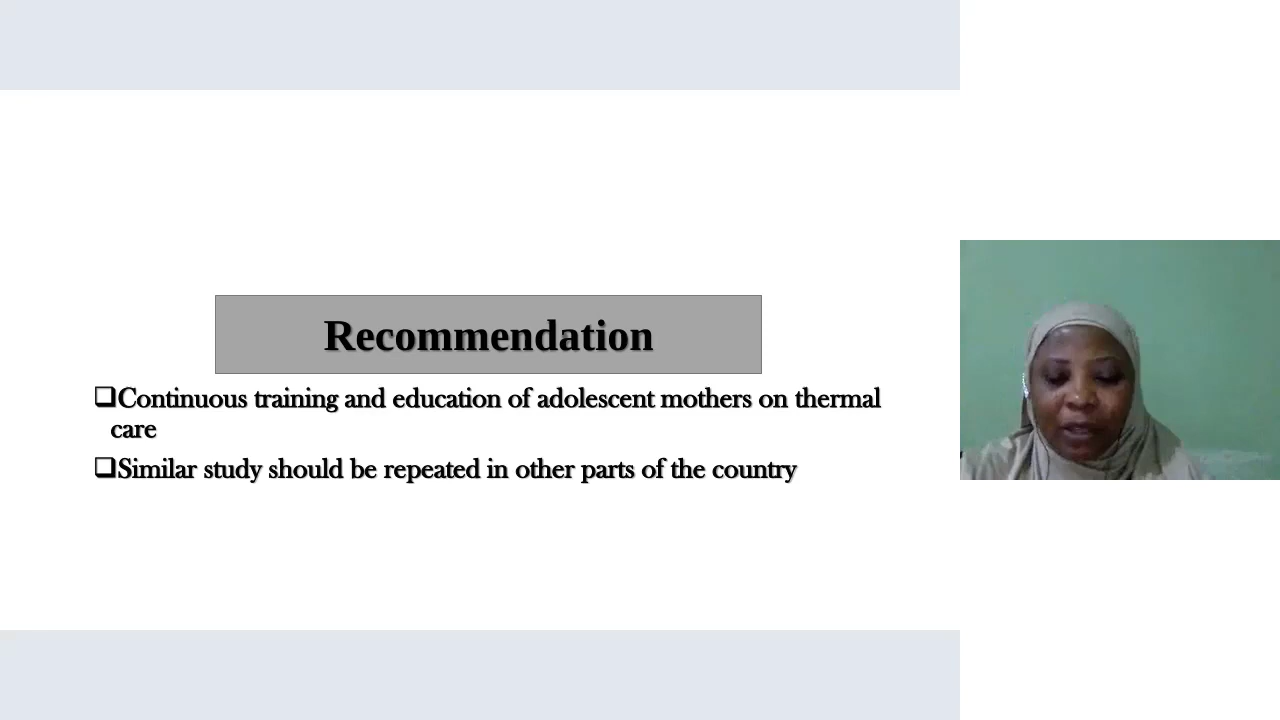 Recommendation
❑Continuous training and education of adolescent mothers on thermal
care
❑Similar study should be repeated in other parts of the country